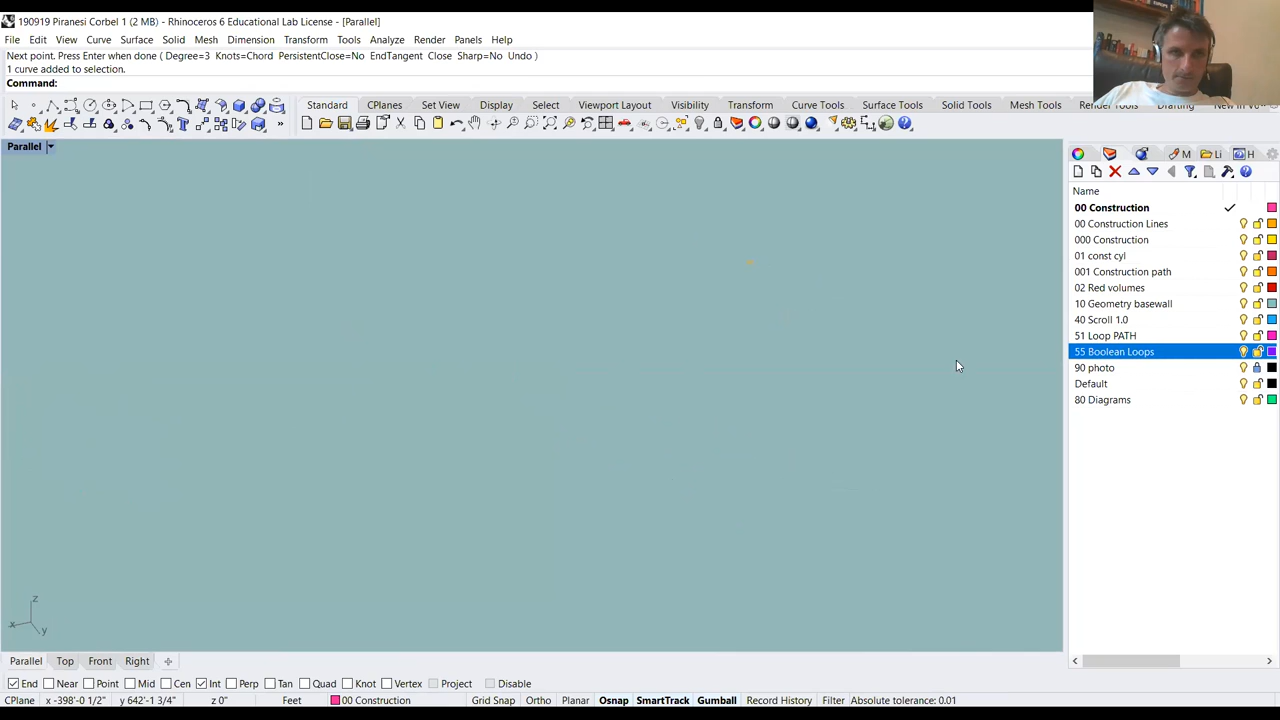 190919 Piranesi Corbel 1 (2 MB) - Rhinoceros 6 Educational Lab License - [Parallel]
File Edit View Curve Surface Solid Mesh Dimension Transform Tools Analyze Render Panels Help
Next point. Press Enter when done ( Degree=3 Knots=Chord PersistentClose=No EndTangent Close Sharp=No Undo )
1 curve added to selection.
Command:
Standard CPlanes Set View Display Select Viewport Layout Visibility Transform Curve Tools Surface Tools Solid Tools Mesh Tools Render Tools Drafting
Parallel
M Li H
Name
00 Construction
00 Construction Lines
000 Construction
01 const cyl
001 Construction path
02 Red volumes
10 Geometry basewall
40 Scroll 1.0
51 Loop PATH
55 Boolean Loops
90 photo
Default
80 Diagrams
z
x
y
Parallel Top Front Right
End Near Point Mid Cen Int Perp Tan Quad Knot Vertex Project Disable
CPlane x -398'-0 1/2" y 642'-1 3/4" z 0" Feet 00 Construction Grid Snap Ortho Planar Osnap SmartTrack Gumball Record History Filter Absolute tolerance: 0.01